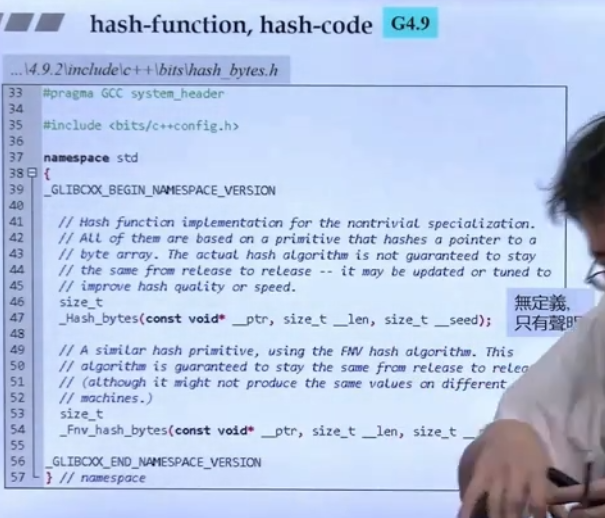 hash-function, hash-code G4.9
...\4.9.2\include\c++\bits\hash_bytes.h
33 #pragma GCC system_header
34
35 #include <bits/c++config.h>
36
37 namespace std
38 {
39 _GLIBCXX_BEGIN_NAMESPACE_VERSION
40
41 // Hash function implementation for the nontrivial specialization.
42 // All of them are based on a primitive that hashes a pointer to a
43 // byte array. The actual hash algorithm is not guaranteed to stay
44 // the same from release to release -- it may be updated or tuned to
45 // improve hash quality or speed.
46 size_t
47 _Hash_bytes(const void* __ptr, size_t __len, size_t __seed);
無定義,
只有聲明
48
49 // A similar hash primitive, using the FNV hash algorithm. This
50 // algorithm is guaranteed to stay the same from release to
51 // (although it might not produce the same values on different
52 // machines.)
53 size_t
54 _Fnv_hash_bytes(const void* __ptr, size_t __len, size_t
55
56 _GLIBCXX_END_NAMESPACE_VERSION
57 } // namespace